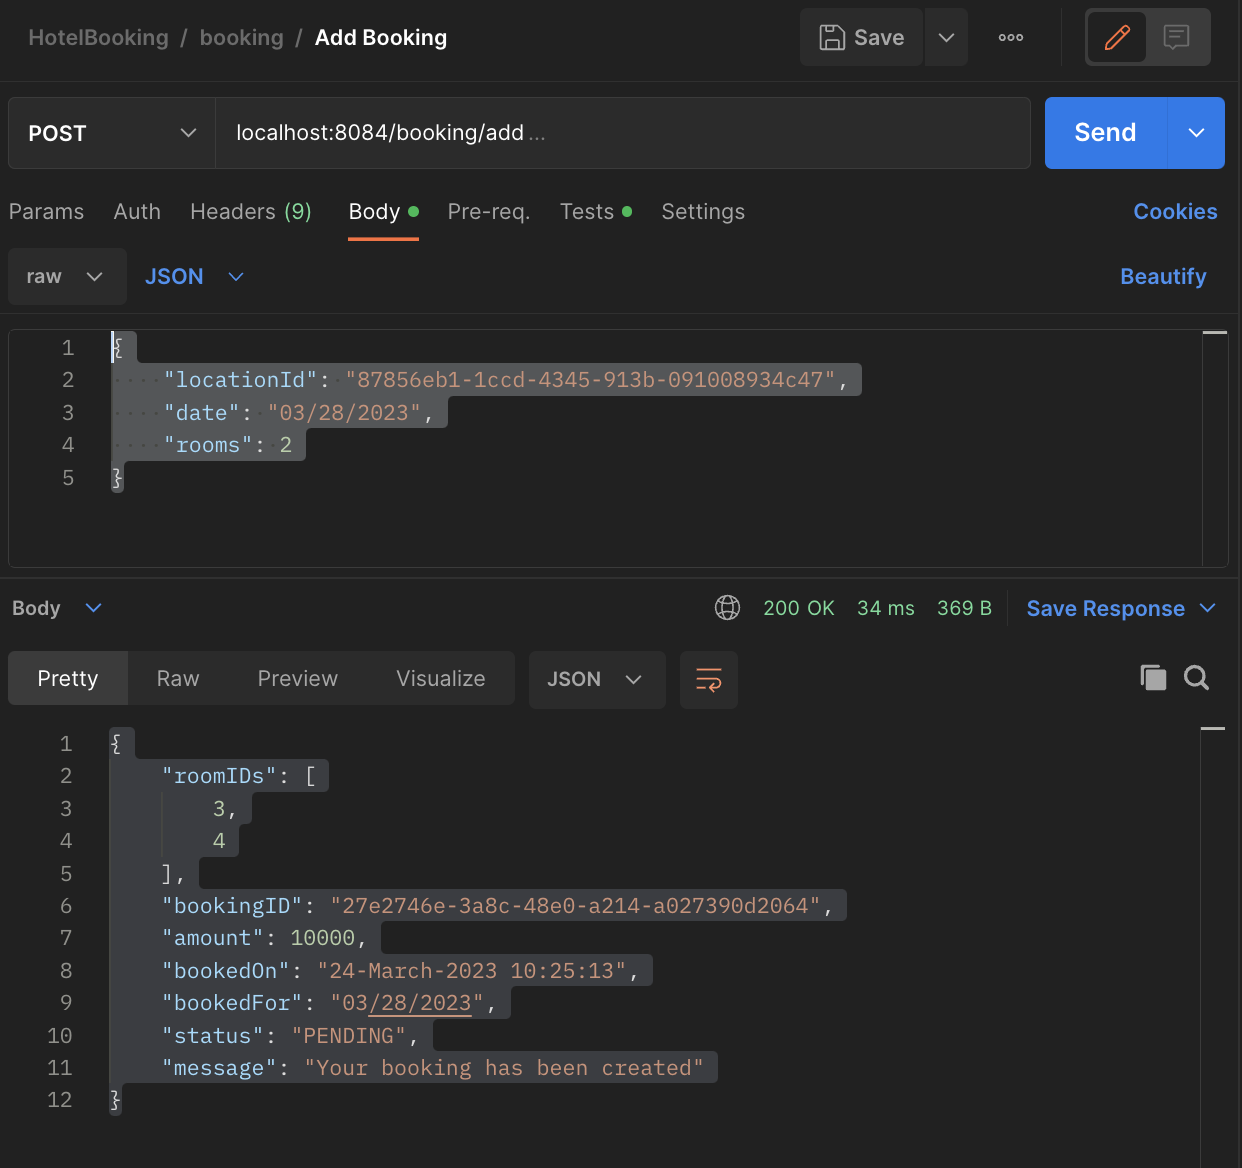 HotelBooking / booking / Add Booking
Save
POST
localhost:8084/booking/add ...
Send
Params Auth Headers (9) Body Pre-req. Tests Settings Cookies
raw JSON Beautify
1 {
2 "locationId": "87856eb1-1ccd-4345-913b-091008934c47",
3 "date": "03/28/2023",
4 "rooms": 2
5 }
Body 200 OK 34 ms 369 B Save Response
Pretty Raw Preview Visualize JSON
1 {
2 "roomIDs": [
3 3,
4 4
5 ],
6 "bookingID": "27e2746e-3a8c-48e0-a214-a027390d2064",
7 "amount": 10000,
8 "bookedOn": "24-March-2023 10:25:13",
9 "bookedFor": "03/28/2023",
10 "status": "PENDING",
11 "message": "Your booking has been created"
12 }